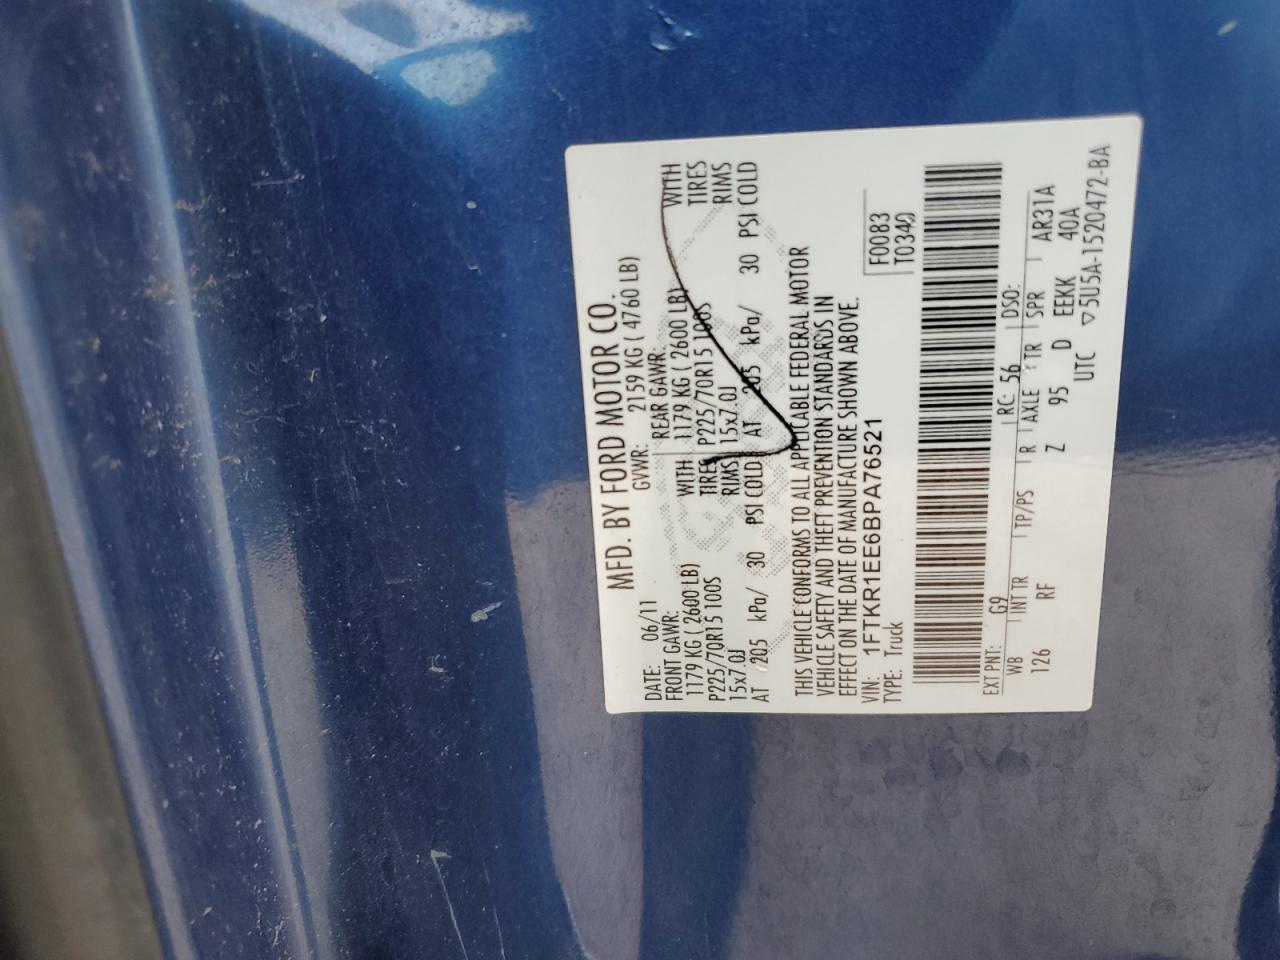 MFD. BY FORD MOTOR CO.
DATE: 06/11 GVWR: 2159 KG ( 4760 LB)
FRONT GAWR: REAR GAWR:
1179 KG ( 2600 LB) WITH 1179 KG ( 2600 LB) WITH
P225/70R15 100S TIRES P225/70R15 100S TIRES
15x7.0J RIMS 15x7.0J RIMS
AT 205 kPa/ 30 PSI COLD AT 205 kPa/ 30 PSI COLD
THIS VEHICLE CONFORMS TO ALL APPLICABLE FEDERAL MOTOR
VEHICLE SAFETY AND THEFT PREVENTION STANDARDS IN
EFFECT ON THE DATE OF MANUFACTURE SHOWN ABOVE.
VIN: 1FTKR1EE6BPA76521 F0083
TYPE: Truck T0340
EXT PNT: G9 RC: 56 DSO:
WB INT TR TP/PS R AXLE TR SPR AR31A
126 RF Z 95 D EEKK 40A
UTC ▽5U5A-1520472-BA